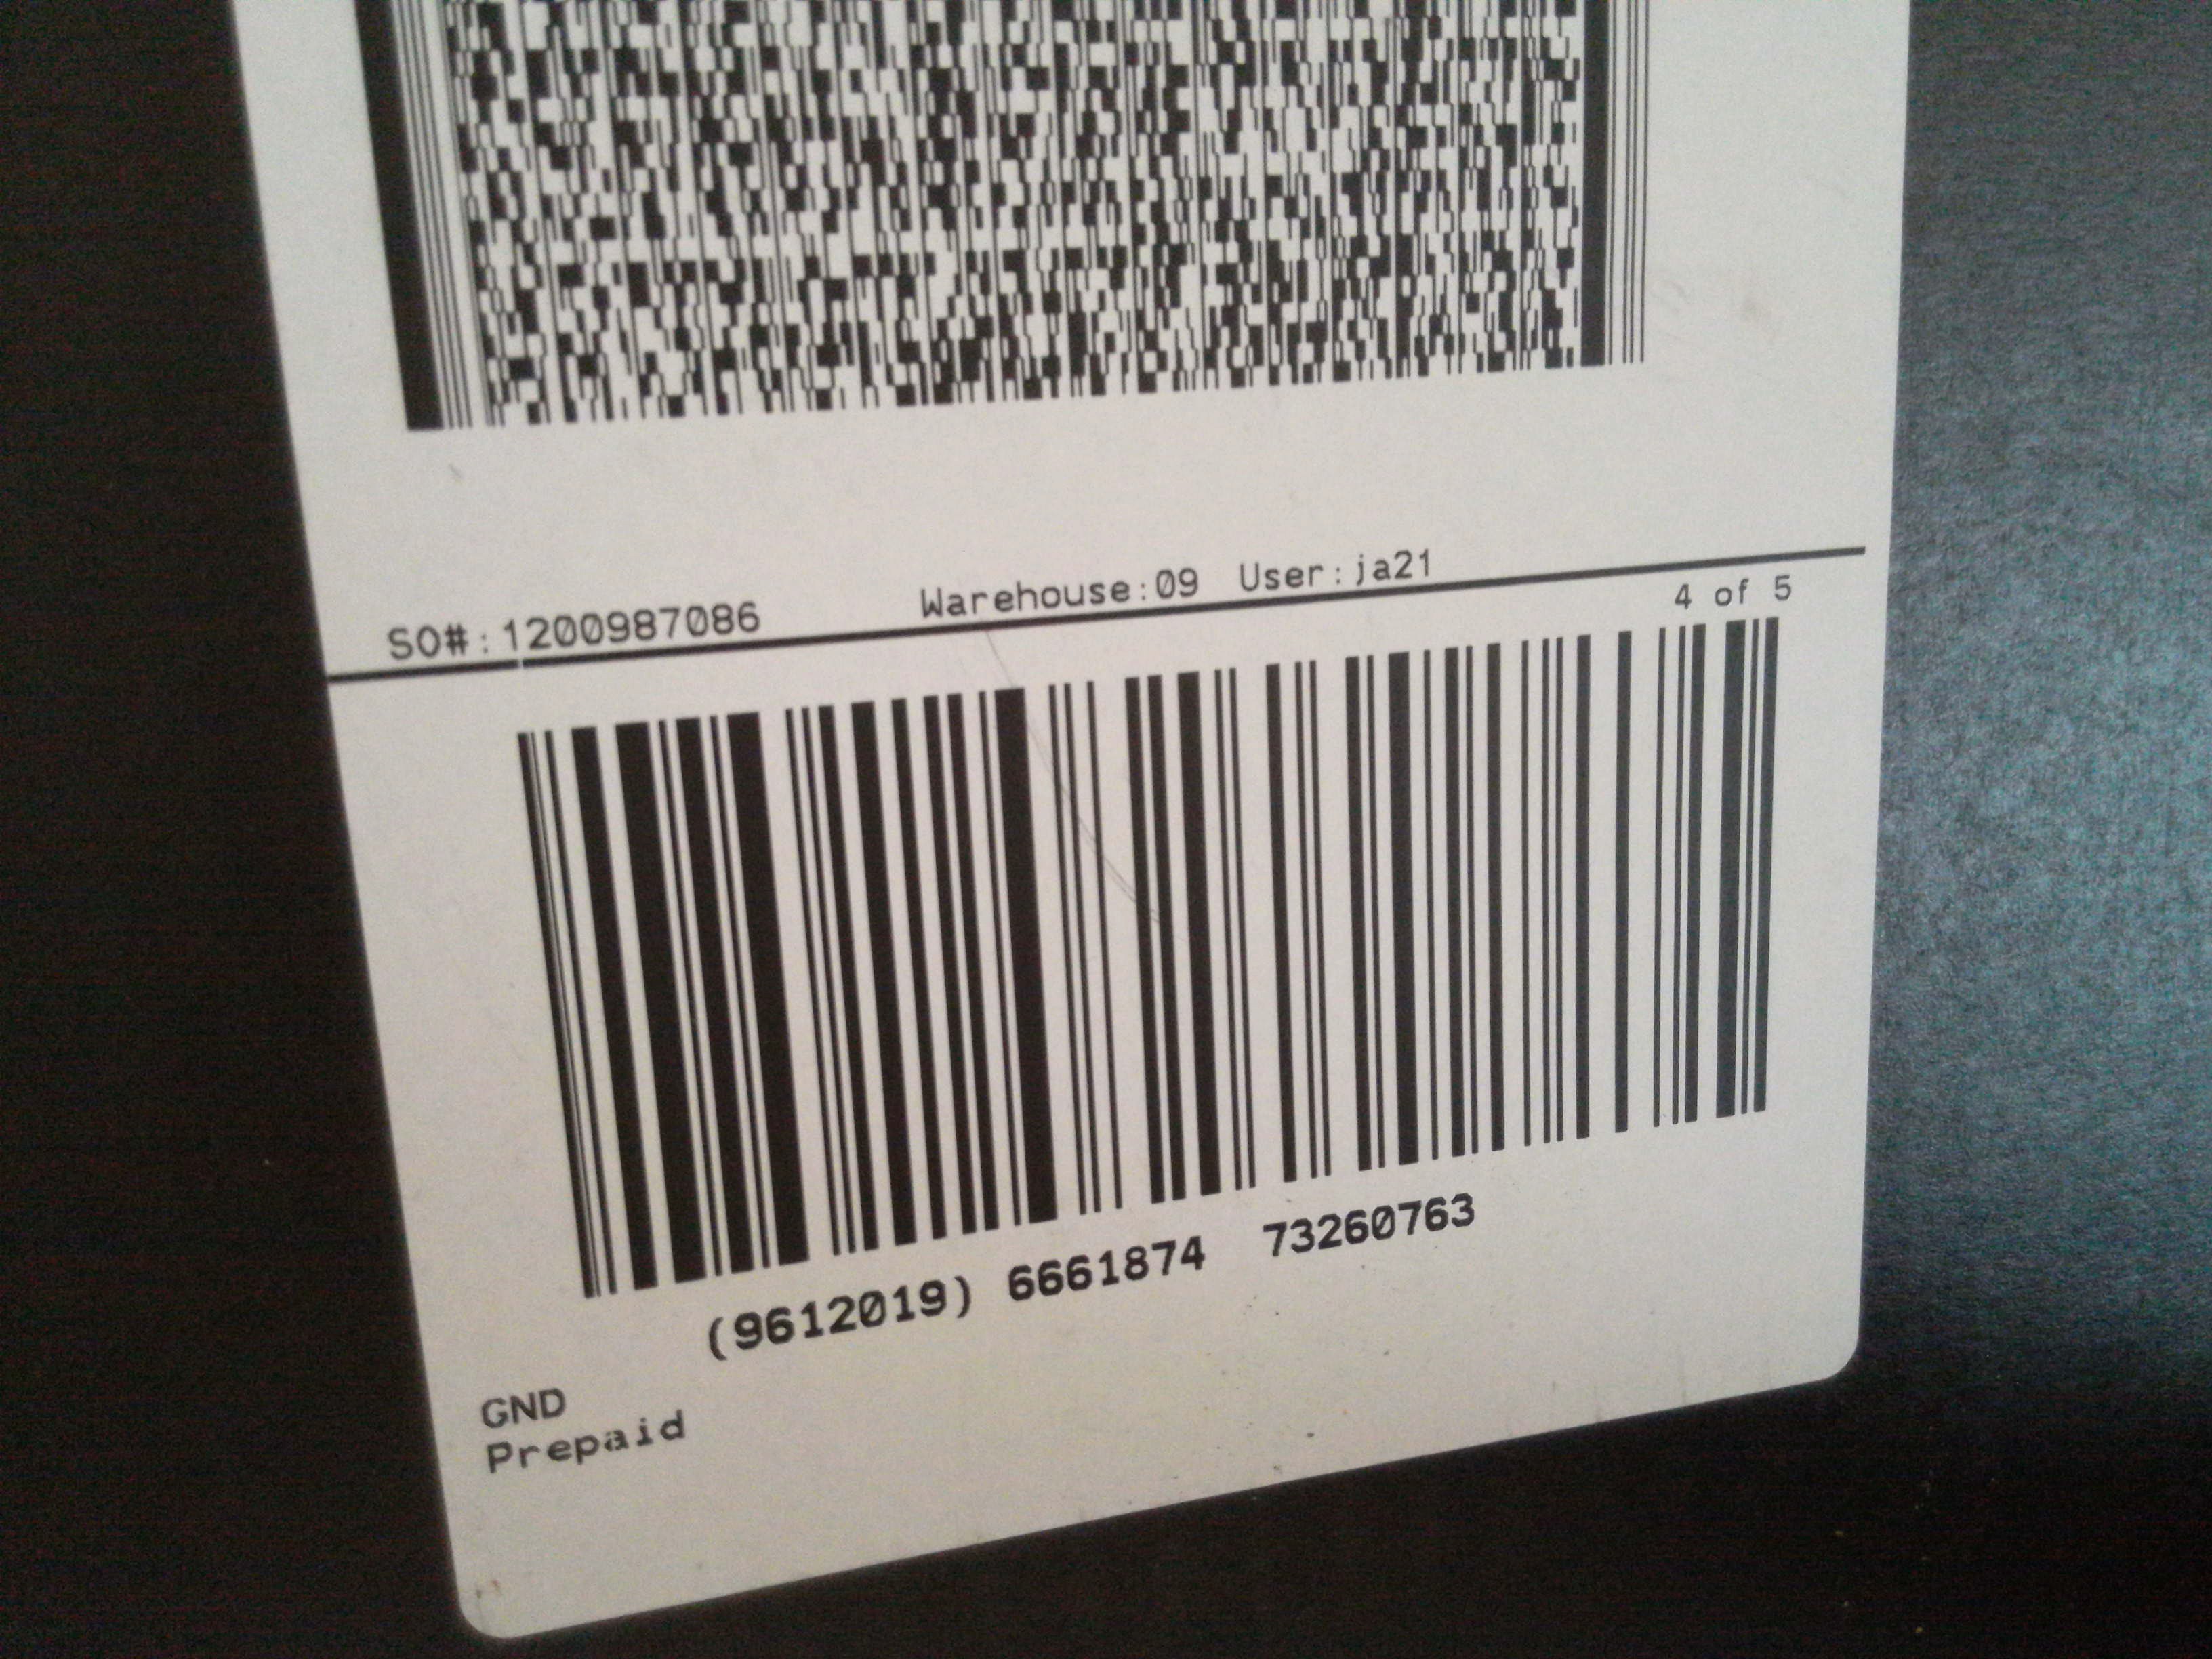 SO#:1200987086 Warehouse:09 User:ja21
4 of 5
(9612019) 6661874 73260763
GND
Prepaid